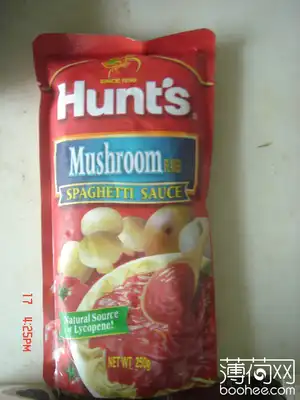 SINCE 1888
Hunt's®
Mushroom
SPAGHETTI SAUCE
Natural Source
of Lycopene!
NET WT. 250g
17 4:25PM
薄荷网
boohee.com